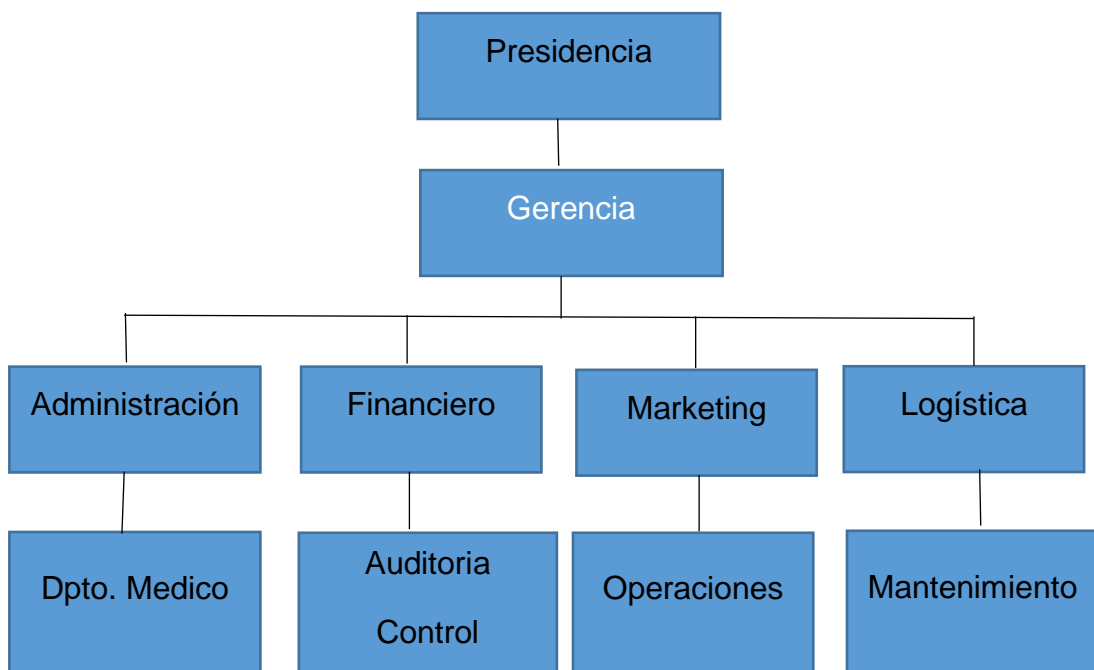 Presidencia
Gerencia
Administración
Financiero
Marketing
Logística
Dpto. Medico
Auditoria
Control
Operaciones
Mantenimiento